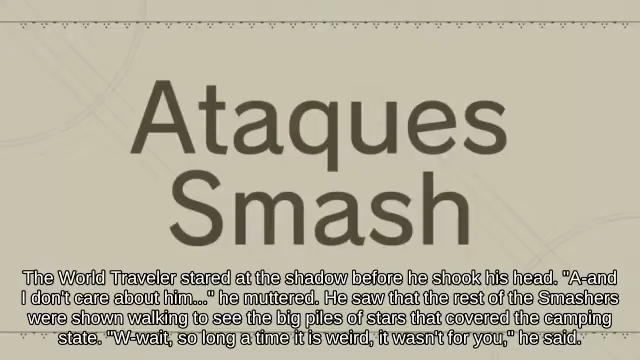 Ataques
Smash
The World Traveler stared at the shadow before he shook his head. "A-and
I don't care about him..." he muttered. He saw that the rest of the Smashers
were shown walking to see the big piles of stars that covered the camping
state. "W-wait, so long a time it is weird, it wasn't for you," he said.